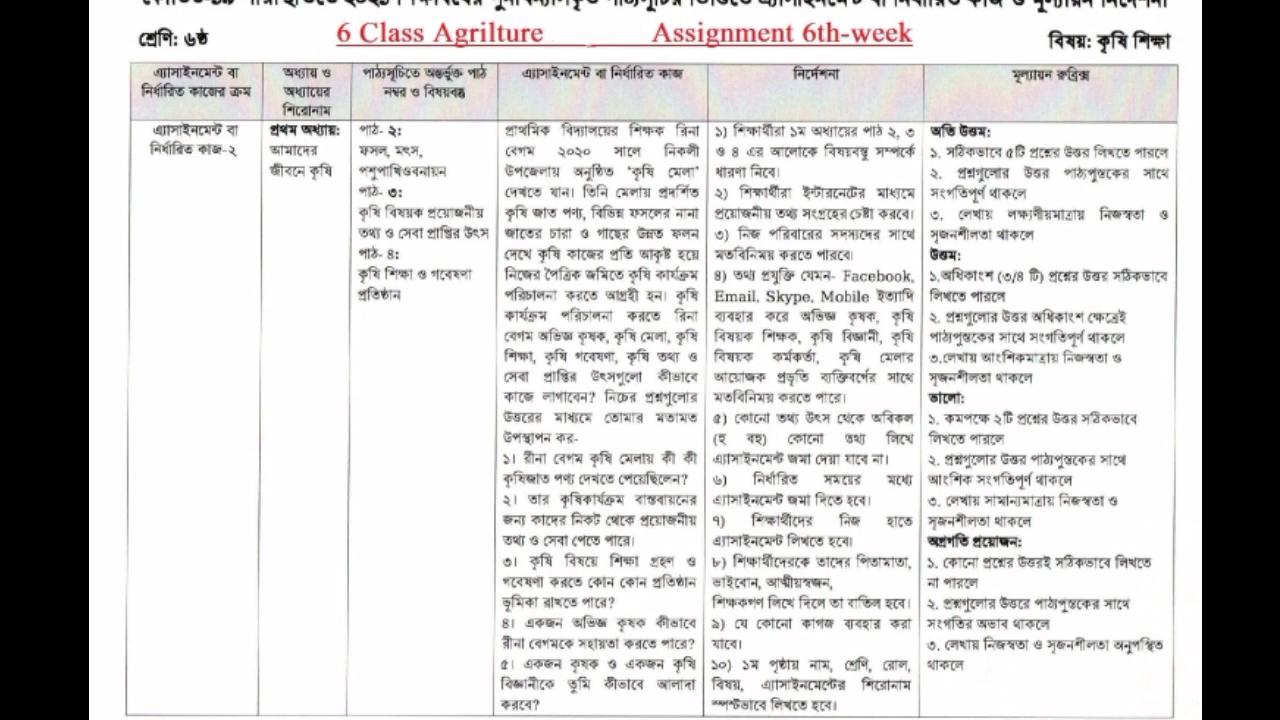 কোভিড-১৯ পরিস্থিতিতে ২০২১ শিক্ষাবর্ষের পুনর্বিন্যাসকৃত পাঠ্যসূচির ভিত্তিতে এ্যাসাইনমেন্ট বা নির্ধারিত কাজ ও মূল্যায়ন নির্দেশনা
শ্রেণি: ৬ষ্ঠ
6 Class Agrilture _ Assignment 6th-week
বিষয়: কৃষি শিক্ষা
এ্যাসাইনমেন্ট বা
নির্ধারিত কাজের ক্রম
অধ্যায় ও
অধ্যায়ের
শিরোনাম
পাঠ্যসূচিতে অন্তর্ভুক্ত পাঠ
নম্বর ও বিষয়বস্তু
এ্যাসাইনমেন্ট বা নির্ধারিত কাজ
নির্দেশনা
মূল্যায়ন রুব্রিক্স
এ্যাসাইনমেন্ট বা
নির্ধারিত কাজ-২
প্রথম অধ্যায়:
আমাদের
জীবনে কৃষি
পাঠ- ২:
ফসল, মৎস,
পশুপাখিওবনায়ন
পাঠ- ৩:
কৃষি বিষয়ক প্রয়োজনীয়
তথ্য ও সেবা প্রাপ্তির উৎস
পাঠ- ৪:
কৃষি শিক্ষা ও গবেষণা
প্রতিষ্ঠান
প্রাথমিক বিদ্যালয়ের শিক্ষক রিনা
বেগম ২০২০ সালে নিকলী
উপজেলায় অনুষ্ঠিত ‘কৃষি মেলা’
দেখতে যান। তিনি মেলায় প্রদর্শিত
কৃষি জাত পণ্য, বিভিন্ন ফসলের নানা
জাতের চারা ও গাছের উন্নত ফলন
দেখে কৃষি কাজের প্রতি আকৃষ্ট হয়ে
নিজের পৈত্রিক জমিতে কৃষি কার্যক্রম
পরিচালনা করতে আগ্রহী হন। কৃষি
কার্যক্রম পরিচালনা করতে রিনা
বেগম অভিজ্ঞ কৃষক, কৃষি মেলা, কৃষি
শিক্ষা, কৃষি গবেষণা, কৃষি তথ্য ও
সেবা প্রাপ্তির উৎসগুলো কীভাবে
কাজে লাগাবেন? নিচের প্রশ্নগুলোর
উত্তরের মাধ্যমে তোমার মতামত
উপস্থাপন কর-
১। রীনা বেগম কৃষি মেলায় কী কী
কৃষিজাত পণ্য দেখতে পেয়েছিলেন?
২। তার কৃষিকার্যক্রম বাস্তবায়নের
জন্য কাদের নিকট থেকে প্রয়োজনীয়
তথ্য ও সেবা পেতে পারে।
৩। কৃষি বিষয়ে শিক্ষা গ্রহণ ও
গবেষণা করতে কোন কোন প্রতিষ্ঠান
ভূমিকা রাখতে পারে?
৪। একজন অভিজ্ঞ কৃষক কীভাবে
রীনা বেগমকে সহায়তা করতে পারে?
৫। একজন কৃষক ও একজন কৃষি
বিজ্ঞানীকে তুমি কীভাবে আলাদা
করবে?
১) শিক্ষার্থীরা ১ম অধ্যায়ের পাঠ ২, ৩
ও ৪ এর আলোকে বিষয়বস্তু সম্পর্কে
ধারণা নিবে।
২) শিক্ষার্থীরা ইন্টারনেটের মাধ্যমে
প্রয়োজনীয় তথ্য সংগ্রহের চেষ্টা করবে।
৩) নিজ পরিবারের সদস্যদের সাথে
মতবিনিময় করতে পারবে।
৪) তথ্য প্রযুক্তি যেমন- Facebook,
Email, Skype, Mobile ইত্যাদি
ব্যবহার করে অভিজ্ঞ কৃষক, কৃষি
বিষয়ক শিক্ষক, কৃষি বিজ্ঞানী, কৃষি
বিষয়ক কর্মকর্তা, কৃষি মেলার
আয়োজক প্রভৃতি ব্যক্তিবর্গের সাথে
মতবিনিময় করতে পারে।
৫) কোনো তথ্য উৎস থেকে অবিকল
(হু বহু) কোনো তথ্য লিখে
এ্যাসাইনমেন্ট জমা দেয়া যাবে না।
৬) নির্ধারিত সময়ের মধ্যে
এ্যাসাইনমেন্ট জমা দিতে হবে।
৭) শিক্ষার্থীদের নিজ হাতে
এ্যাসাইনমেন্ট লিখতে হবে।
৮) শিক্ষার্থীদেরকে তাদের পিতামাতা,
ভাইবোন, আত্মীয়স্বজন,
শিক্ষকগণ লিখে দিলে তা বাতিল হবে।
৯) যে কোনো কাগজ ব্যবহার করা
যাবে।
১০) ১ম পৃষ্ঠায় নাম, শ্রেণি, রোল,
বিষয়, এ্যাসাইনমেন্টের শিরোনাম
স্পষ্টভাবে লিখতে হবে।
অতি উত্তম:
১. সঠিকভাবে ৫টি প্রশ্নের উত্তর লিখতে পারলে
২. প্রশ্নগুলোর উত্তর পাঠ্যপুস্তকের সাথে
সংগতিপূর্ণ থাকলে
৩. লেখায় লক্ষ্যণীয়মাত্রায় নিজস্বতা ও
সৃজনশীলতা থাকলে
উত্তম:
১.অধিকাংশ (৩/৪ টি) প্রশ্নের উত্তর সঠিকভাবে
লিখতে পারলে
২. প্রশ্নগুলোর উত্তর অধিকাংশ ক্ষেত্রেই
পাঠ্যপুস্তকের সাথে সংগতিপূর্ণ থাকলে
৩.লেখায় আংশিকমাত্রায় নিজস্বতা ও
সৃজনশীলতা থাকলে
ভালো:
১. কমপক্ষে ২টি প্রশ্নের উত্তর সঠিকভাবে
লিখতে পারলে
২. প্রশ্নগুলোর উত্তর পাঠ্যপুস্তকের সাথে
আংশিক সংগতিপূর্ণ থাকলে
৩. লেখায় সামান্যমাত্রায় নিজস্বতা ও
সৃজনশীলতা থাকলে
অগ্রগতি প্রয়োজন:
১. কোনো প্রশ্নের উত্তরই সঠিকভাবে লিখতে
না পারলে
২. প্রশ্নগুলোর উত্তরে পাঠ্যপুস্তকের সাথে
সংগতির অভাব থাকলে
৩. লেখায় নিজস্বতা ও সৃজনশীলতা অনুপস্থিত
থাকলে